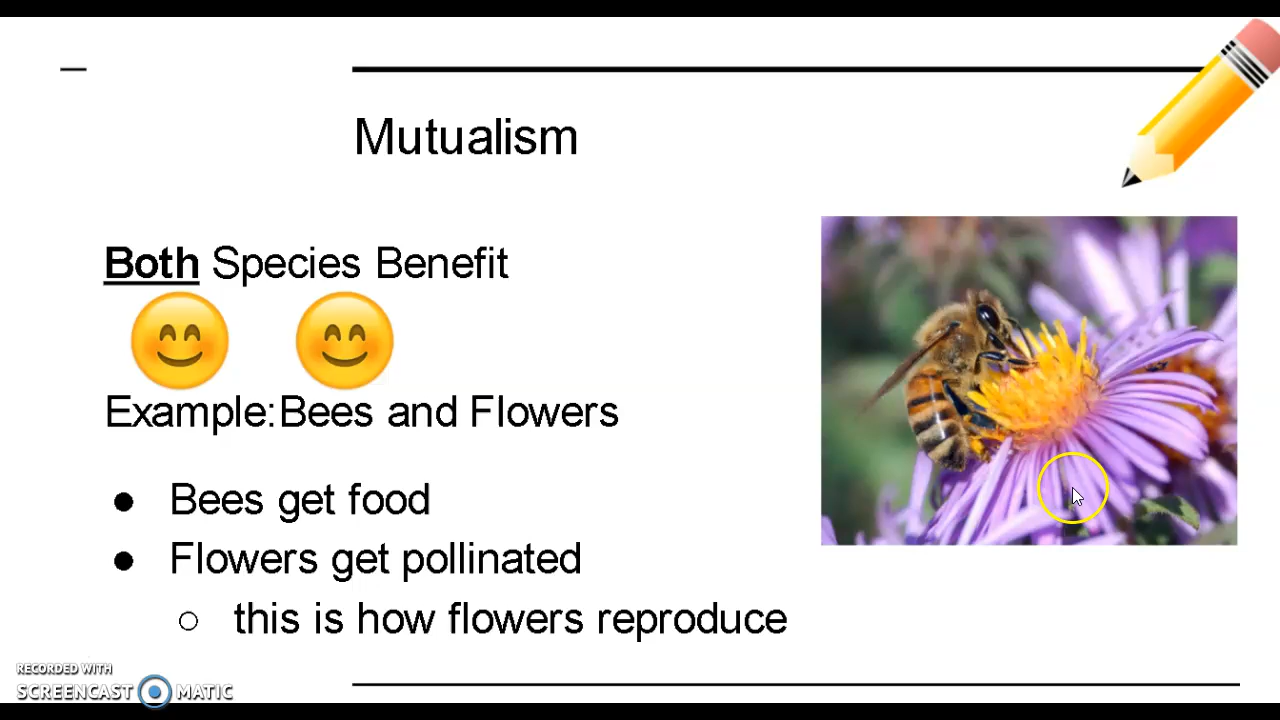 Mutualism
Both Species Benefit
Example:Bees and Flowers
● Bees get food
● Flowers get pollinated
○ this is how flowers reproduce
RECORDED WITH
SCREENCAST MATIC